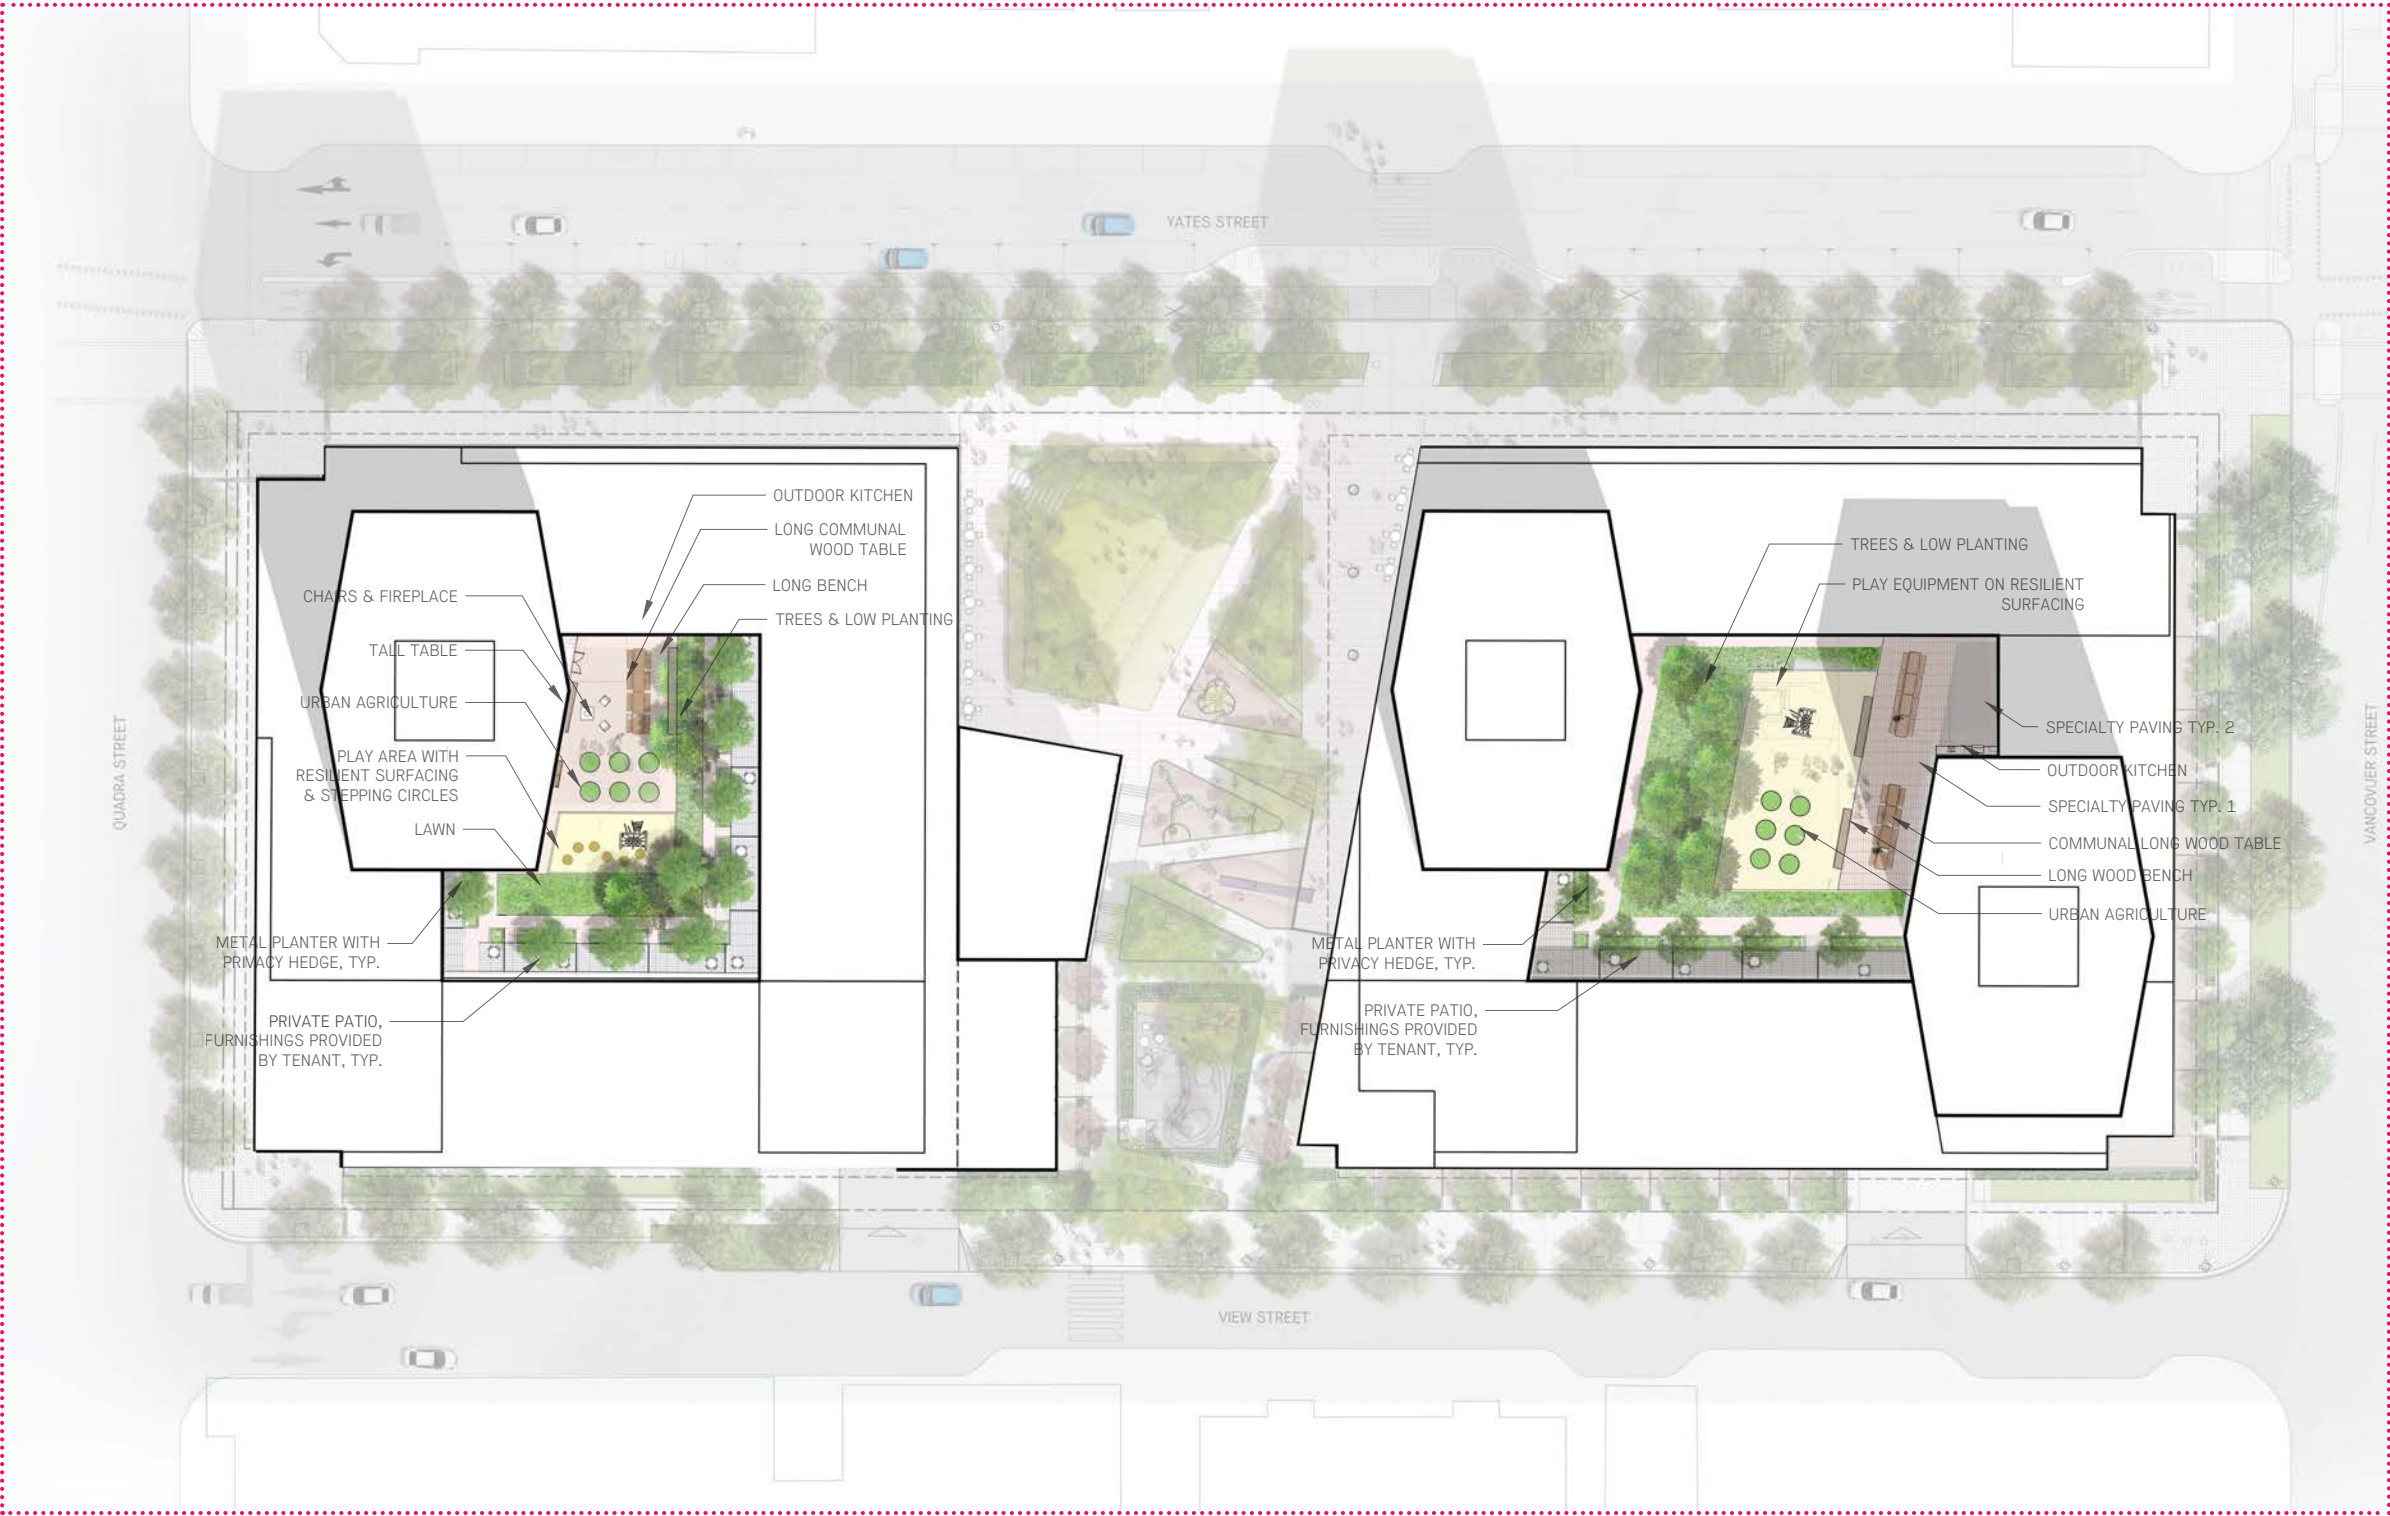 YATES STREET
OUTDOOR KITCHEN
LONG COMMUNAL
WOOD TABLE
LONG BENCH
TREES & LOW PLANTING
CHAIRS & FIREPLACE
TALL TABLE
URBAN AGRICULTURE
PLAY AREA WITH
RESILIENT SURFACING
& STEPPING CIRCLES
LAWN
METAL PLANTER WITH
PRIVACY HEDGE, TYP.
PRIVATE PATIO,
FURNISHINGS PROVIDED
BY TENANT, TYP.
QUADRA STREET
TREES & LOW PLANTING
PLAY EQUIPMENT ON RESILIENT
SURFACING
SPECIALTY PAVING TYP. 2
OUTDOOR KITCHEN
SPECIALTY PAVING TYP. 1
COMMUNAL LONG WOOD TABLE
LONG WOOD BENCH
URBAN AGRICULTURE
METAL PLANTER WITH
PRIVACY HEDGE, TYP.
PRIVATE PATIO,
FURNISHINGS PROVIDED
BY TENANT, TYP.
VANCOUVER STREET
VIEW STREET